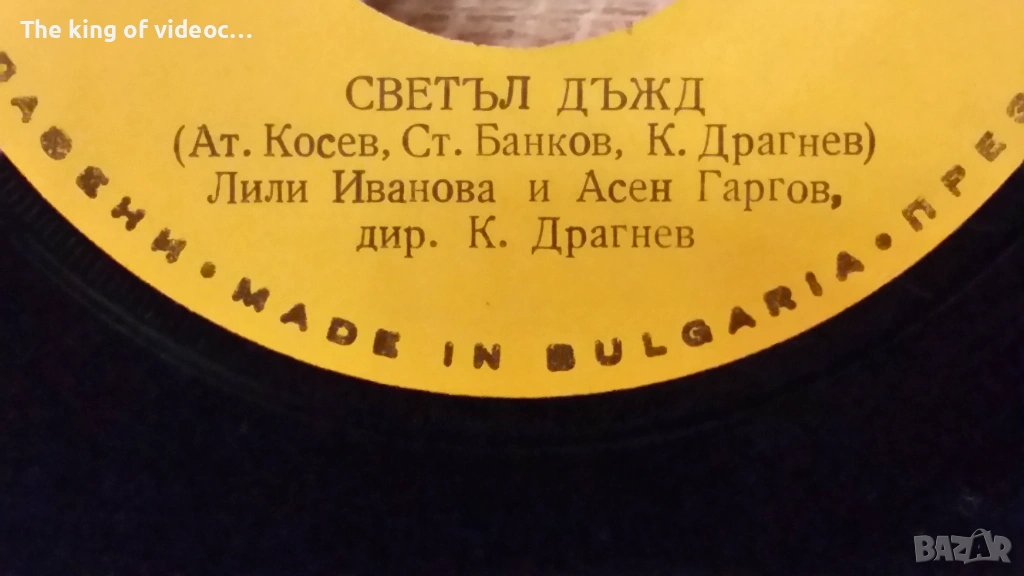 The king of videoc...
СВЕТЪЛ ДЪЖД
(Ат. Косев, Ст. Банков, К. Драгнев)
Лили Иванова и Асен Гаргов,
дир. К. Драгнев
• MADE IN BULGARIA •
BAZAR